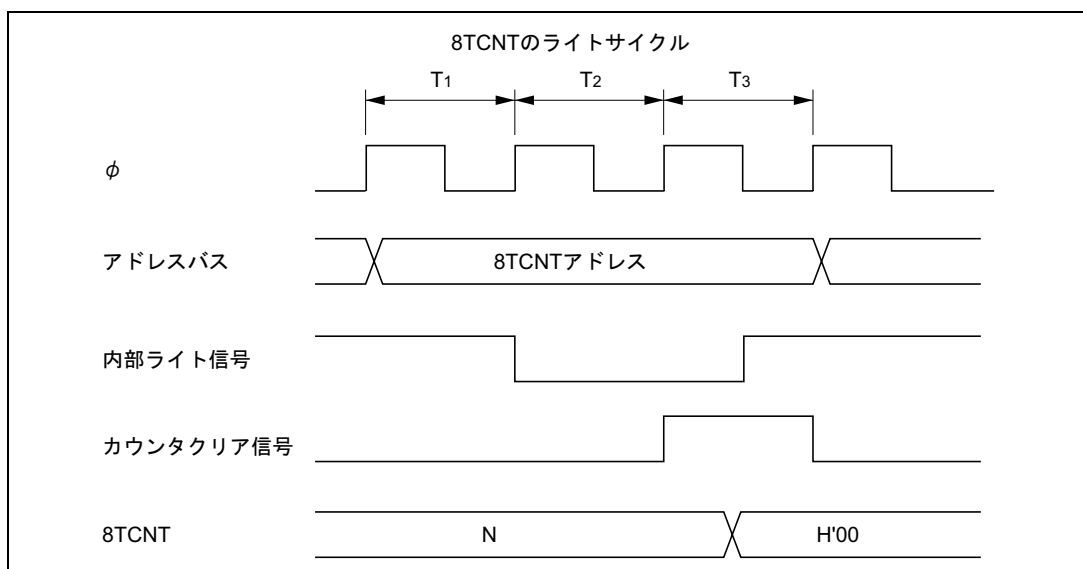 8TCNTのライトサイクル
T1 T2 T3
φ
アドレスバス 8TCNTアドレス
内部ライト信号
カウンタクリア信号
8TCNT N H'00